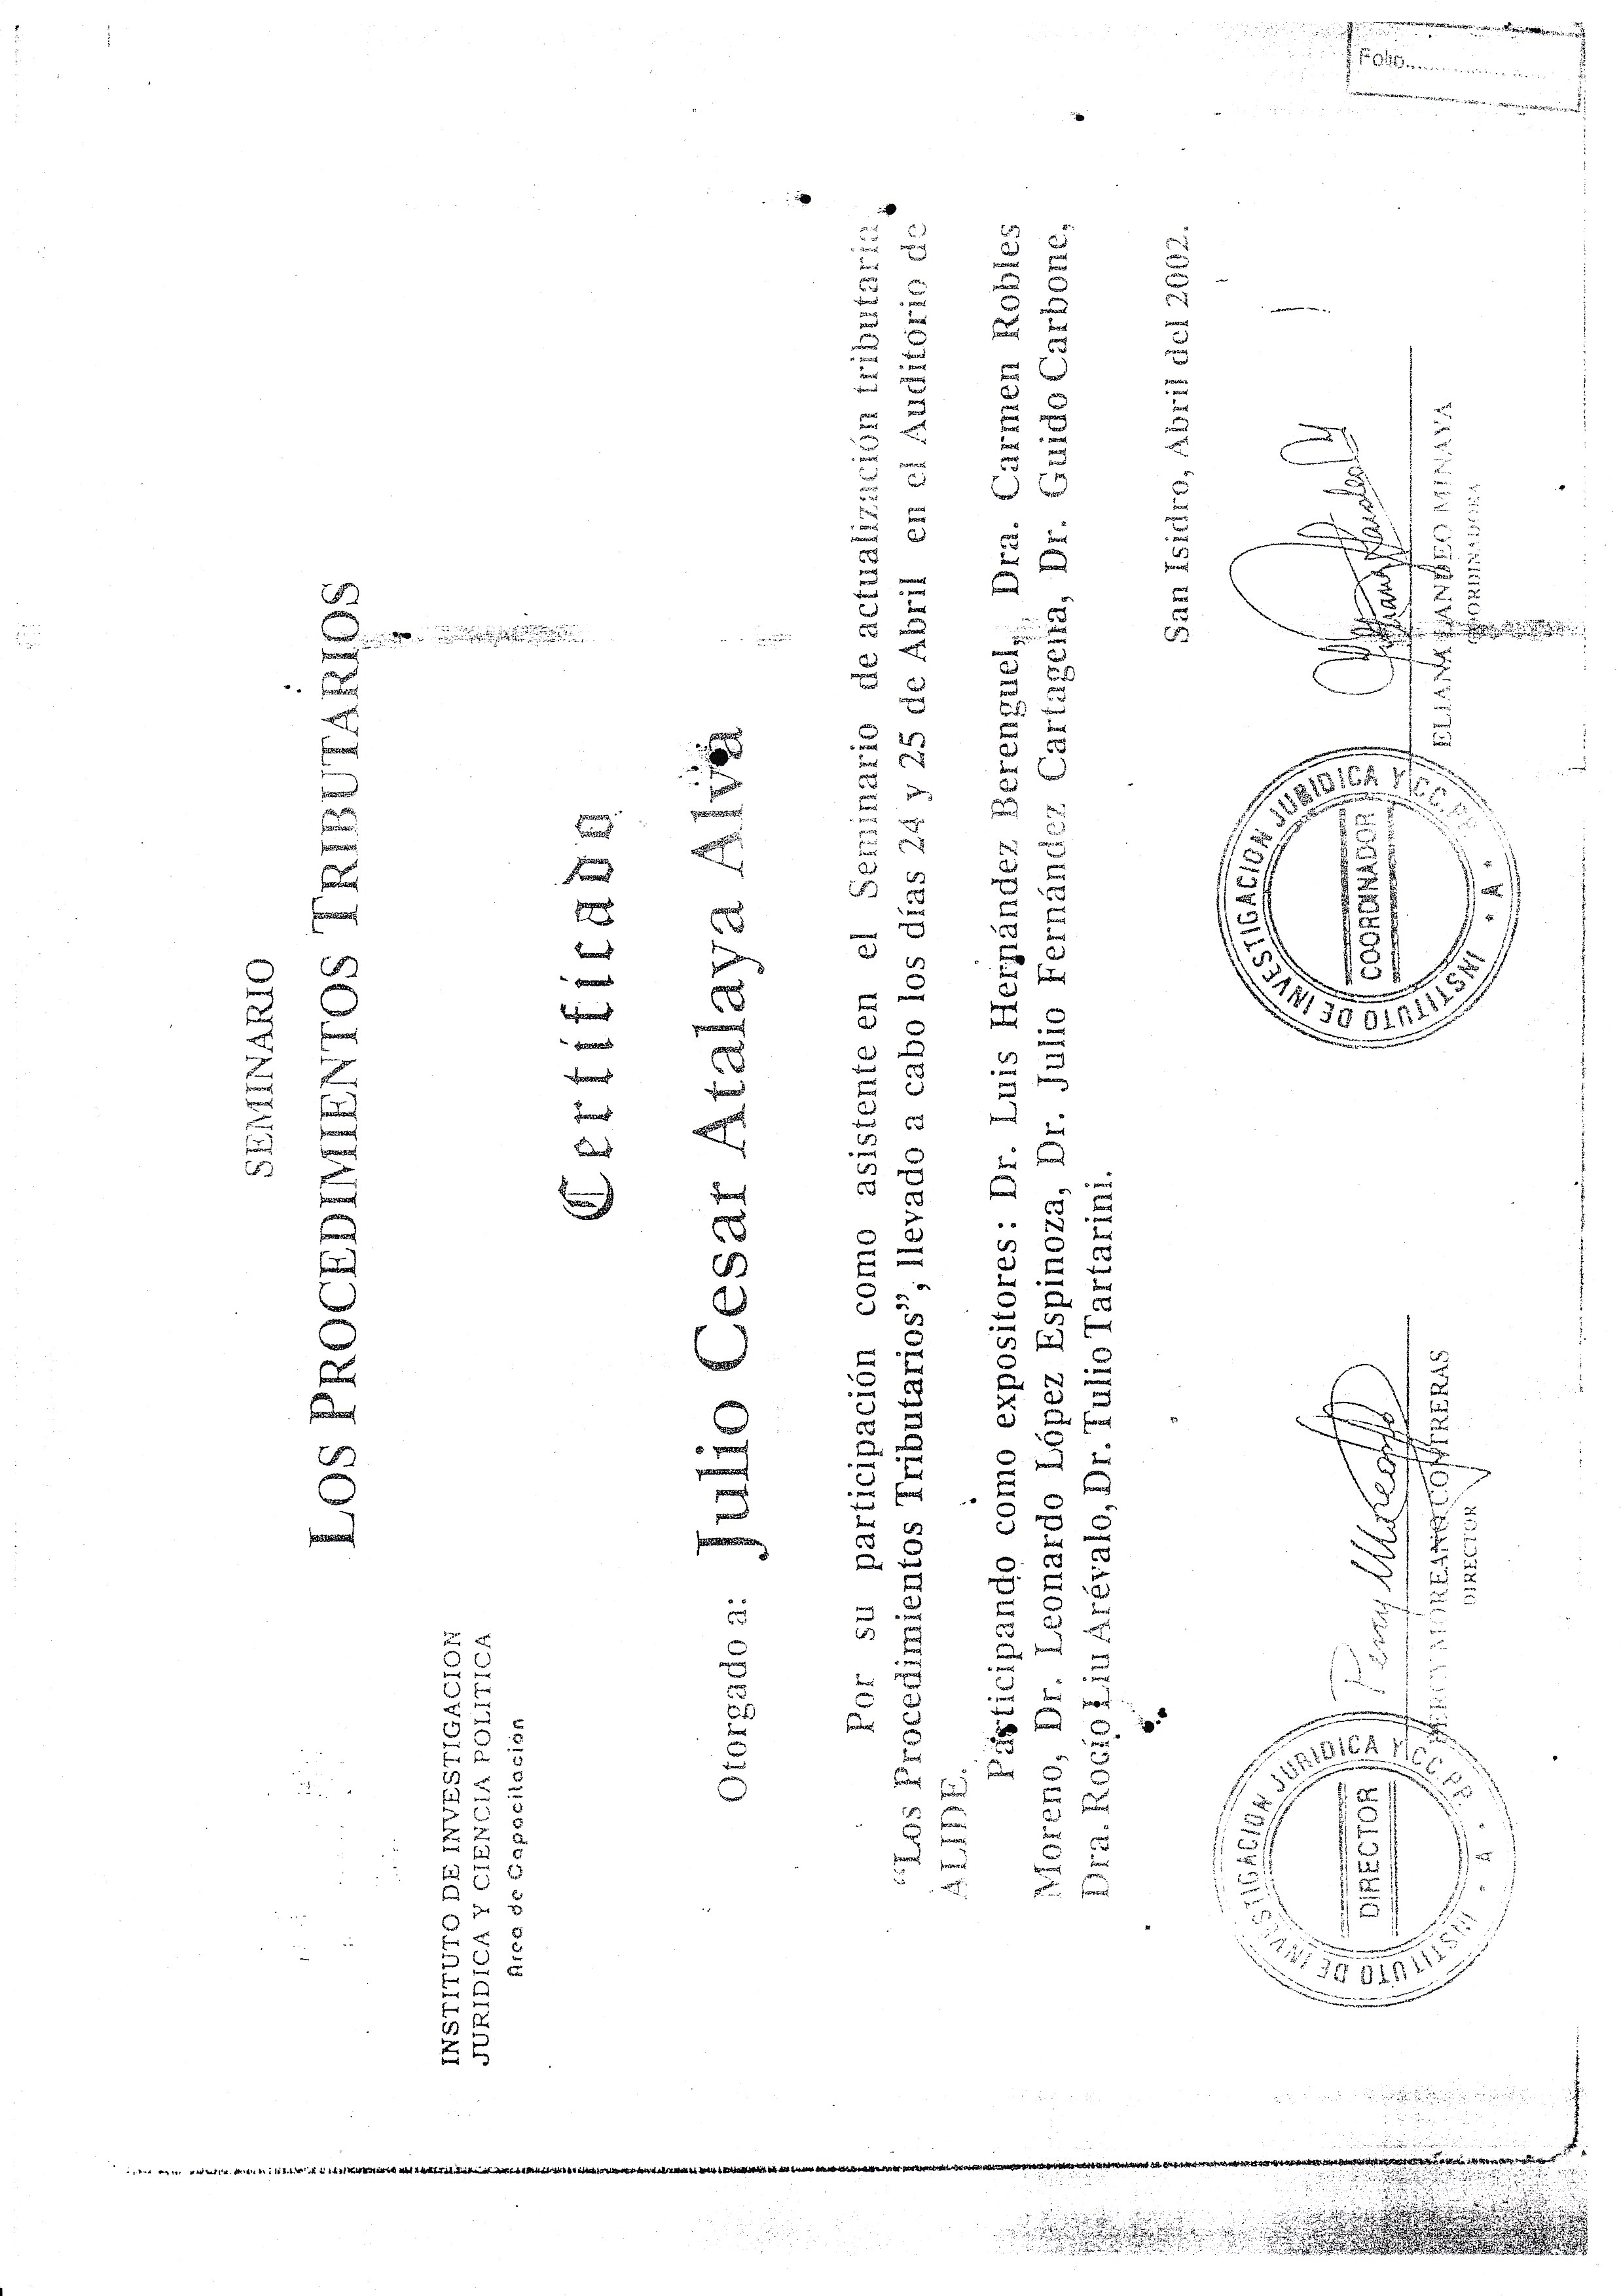 Folio
SEMINARIO
LOS PROCEDIMIENTOS TRIBUTARIOS
INSTITUTO DE INVESTIGACION
JURIDICA Y CIENCIA POLITICA
Area de Capacitación
Certificado
Otorgado a: Julio Cesar Atalaya Alva
Por su participación como asistente en el Seminario de actualización tributaria
“Los Procedimientos Tributarios”, llevado a cabo los días 24 y 25 de Abril en el Auditorio de
ALIDE.
Participando como expositores: Dr. Luis Hernández Berenguel, Dra. Carmen Robles
Moreno, Dr. Leonardo López Espinoza, Dr. Julio Fernández Cartagena, Dr. Guido Carbone,
Dra. Rocío Liu Arévalo, Dr. Tulio Tartarini.
San Isidro, Abril del 2002.
INSTITUTO DE INVESTIGACION JURIDICA Y CC.PP. * A *
DIRECTOR
Percy Moreano
PERCY MOREANO CONTRERAS
DIRECTOR
INSTITUTO DE INVESTIGACION JURIDICA Y CC.PP. * A *
COORDINADOR
ELIANA CANDEO MINAYA
COORDINADORA